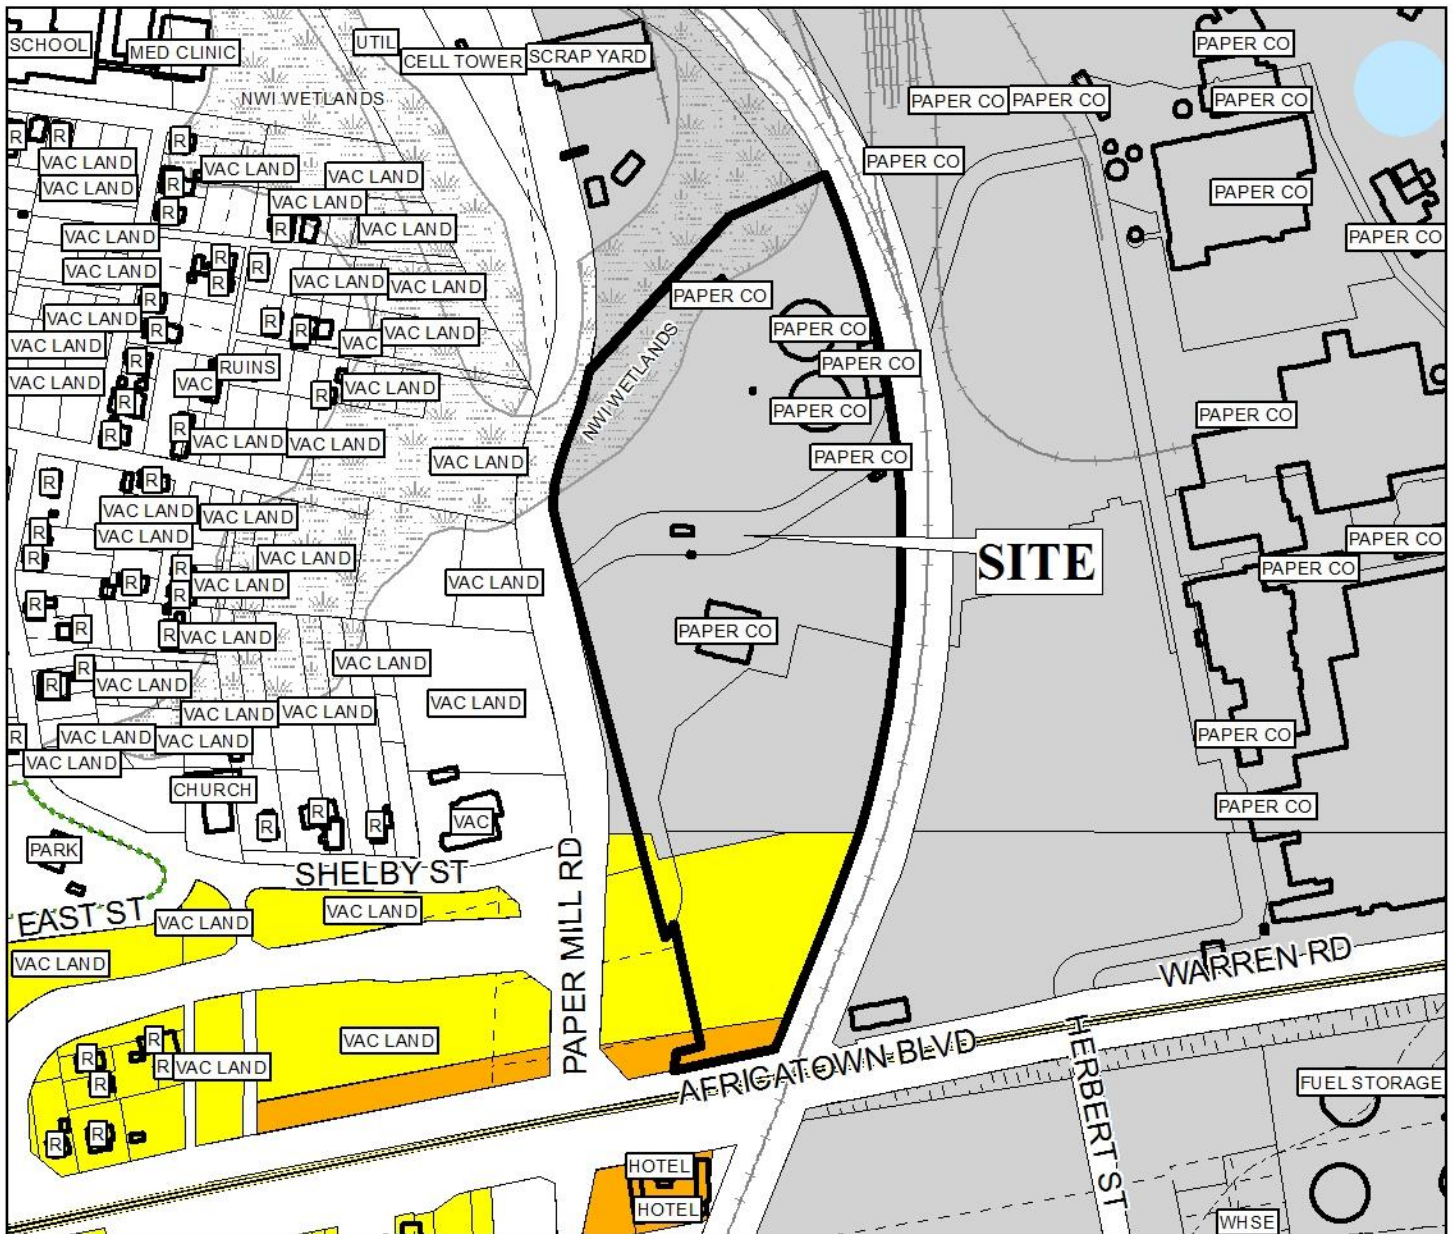 SCHOOL
MED CLINIC
UTIL
CELL TOWER
SCRAP YARD
PAPER CO
NWI WETLANDS
PAPER CO
PAPER CO
PAPER CO
R
R
R
VAC LAND
VAC LAND
VAC LAND
PAPER CO
VAC LAND
R
PAPER CO
R
VAC LAND
VAC LAND
R
VAC LAND
VAC LAND
PAPER CO
R
R
VAC LAND
R
VAC LAND
VAC LAND
PAPER CO
R
VAC LAND
R
R
R
VAC LAND
VAC
PAPER CO
VAC LAND
R
PAPER CO
RUINS
VAC LAND
VAC
R
VAC LAND
NWI WETLANDS
R
PAPER CO
PAPER CO
R
R
VAC LAND
VAC LAND
VAC LAND
PAPER CO
R
R
VAC LAND
VAC LAND
R
VAC LAND
PAPER CO
R
VAC LAND
SITE
R
PAPER CO
R
VAC LAND
VAC LAND
R
R
R
R
VAC LAND
PAPER CO
VAC LAND
R
R
VAC LAND
VAC LAND
VAC LAND
VAC LAND
R
VAC LAND
VAC LAND
PAPER CO
VAC LAND
CHURCH
PAPER CO
R
R
R
VAC
PARK
SHELBY ST
PAPER MILL RD
EAST ST
VAC LAND
VAC LAND
VAC LAND
WARREN RD
R
VAC LAND
R
R
VAC LAND
R
AFRICATOWN BLVD
HERBERT ST
FUEL STORAGE
R
R
HOTEL
HOTEL
WHSE